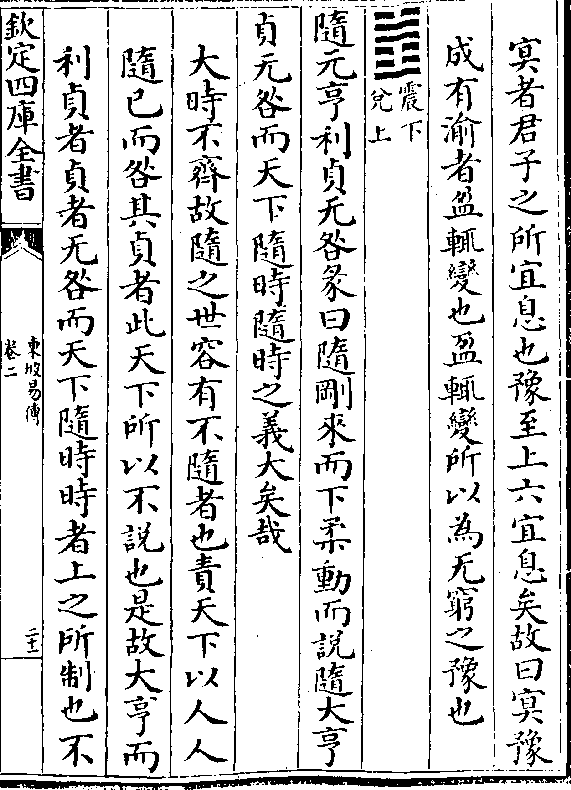 冥者君子之所宜息也豫至上六宜息矣故曰冥豫
成有渝者盈輒變也盈輒變所以為无窮之豫也
震下
兌上
隨元亨利貞无咎彖曰隨剛來而下柔動而說隨大亨
貞无咎而天下隨時隨時之義大矣哉
大時不齊故隨之世容有不隨者也責天下以人人
隨已而咎其貞者此天下所以不說也是故大亨而
利貞者貞者无咎而天下隨時時者上之所制也不
欽定四庫全書
東坡易傳
卷二